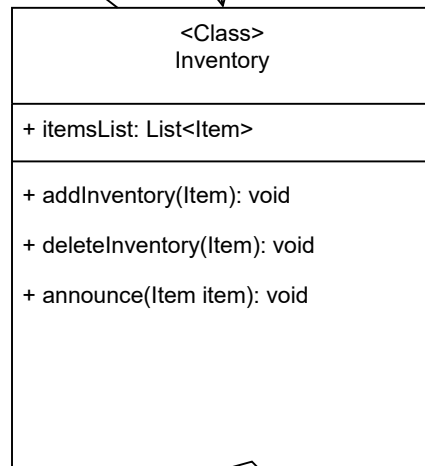 <Class>
Inventory
+ itemsList: List<Item>
+ addInventory(Item): void
+ deleteInventory(Item): void
+ announce(Item item): void